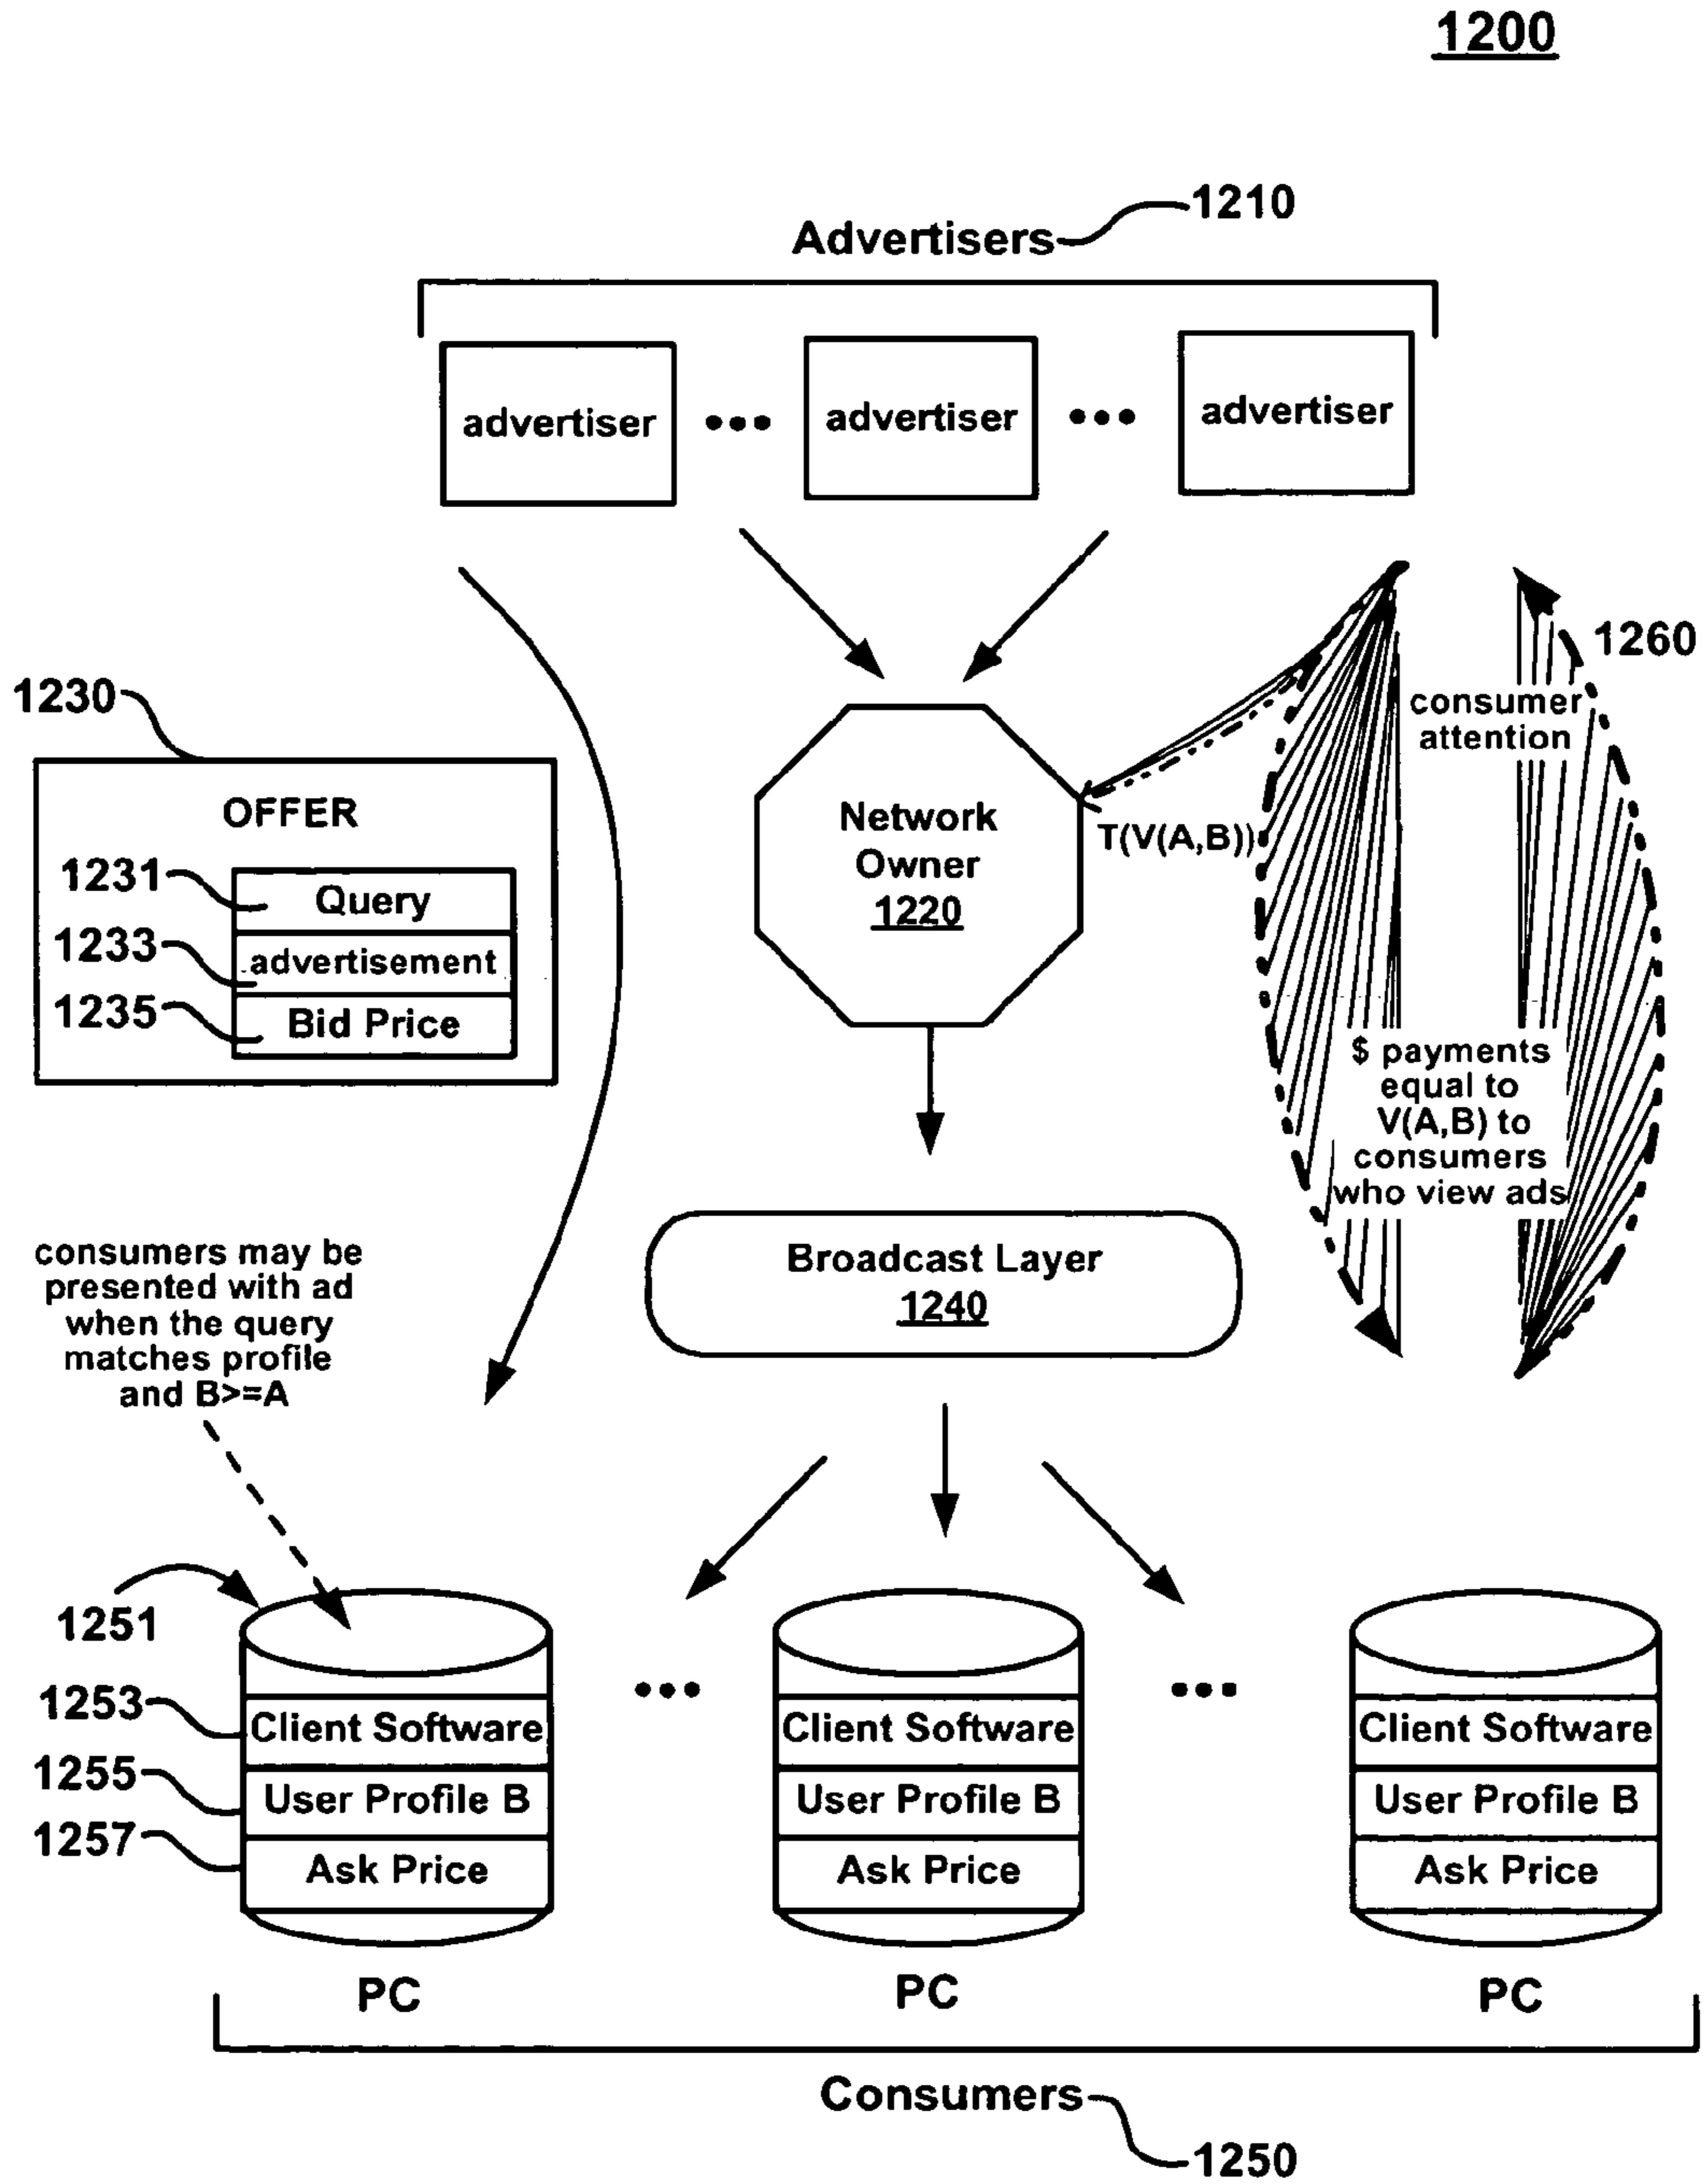 1200
1210
Advertisers
advertiser ••• advertiser ••• advertiser
1260
consumer
attention
1230
OFFER
1231
Query
1233
advertisement
1235
Bid Price
Network
Owner
1220
T(V(A,B))
$ payments
equal to
V(A,B) to
consumers
who view ads
Broadcast Layer
1240
consumers may be
presented with ad
when the query
matches profile
and B>=A
1251
1253
Client Software
1255
User Profile B
1257
Ask Price
PC
•••
Client Software
User Profile B
Ask Price
PC
•••
Client Software
User Profile B
Ask Price
PC
Consumers
1250